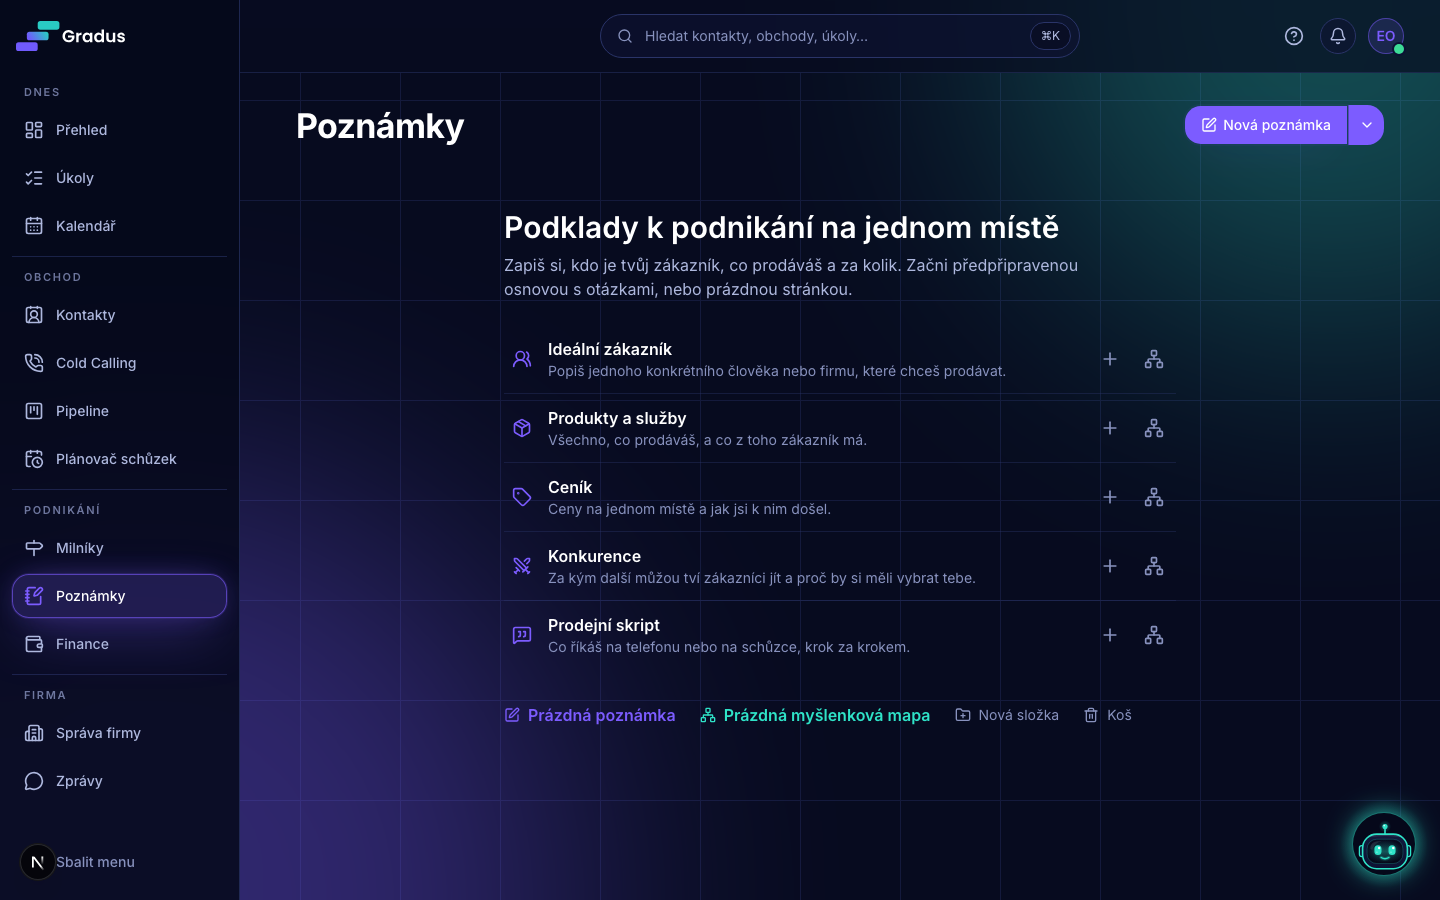 Gradus
Hledat kontakty, obchody, úkoly...
⌘K
EO
DNES
Přehled
Úkoly
Kalendář
OBCHOD
Kontakty
Cold Calling
Pipeline
Plánovač schůzek
PODNIKÁNÍ
Milníky
Poznámky
Finance
FIRMA
Správa firmy
Zprávy
N
Sbalit menu
Poznámky
Nová poznámka
Podklady k podnikání na jednom místě
Zapiš si, kdo je tvůj zákazník, co prodáváš a za kolik. Začni předpřipravenou
osnovou s otázkami, nebo prázdnou stránkou.
Ideální zákazník
Popiš jednoho konkrétního člověka nebo firmu, které chceš prodávat.
Produkty a služby
Všechno, co prodáváš, a co z toho zákazník má.
Ceník
Ceny na jednom místě a jak jsi k nim došel.
Konkurence
Za kým další můžou tví zákazníci jít a proč by si měli vybrat tebe.
Prodejní skript
Co říkáš na telefonu nebo na schůzce, krok za krokem.
Prázdná poznámka
Prázdná myšlenková mapa
Nová složka
Koš